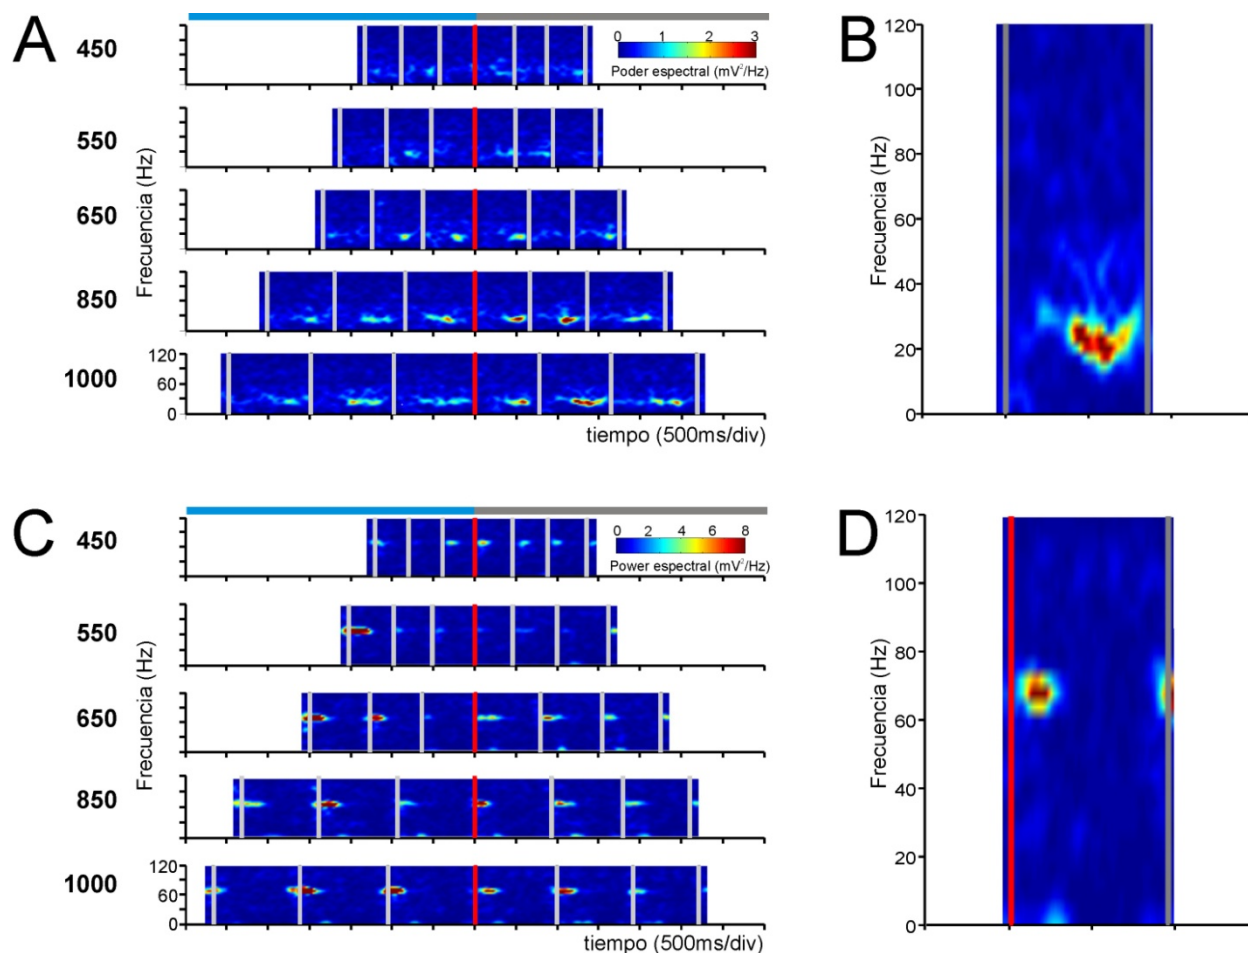 A
450
0 1 2 3
Poder espectral (mV²/Hz)
550
650
850
1000
120
60
0
Frecuencia (Hz)
tiempo (500ms/div)
B
120
100
80
60
40
20
0
Frecuencia (Hz)
C
450
0 2 4 6 8
Power espectral (mV²/Hz)
550
650
850
1000
120
60
0
Frecuencia (Hz)
tiempo (500ms/div)
D
120
100
80
60
40
20
0
Frecuencia (Hz)